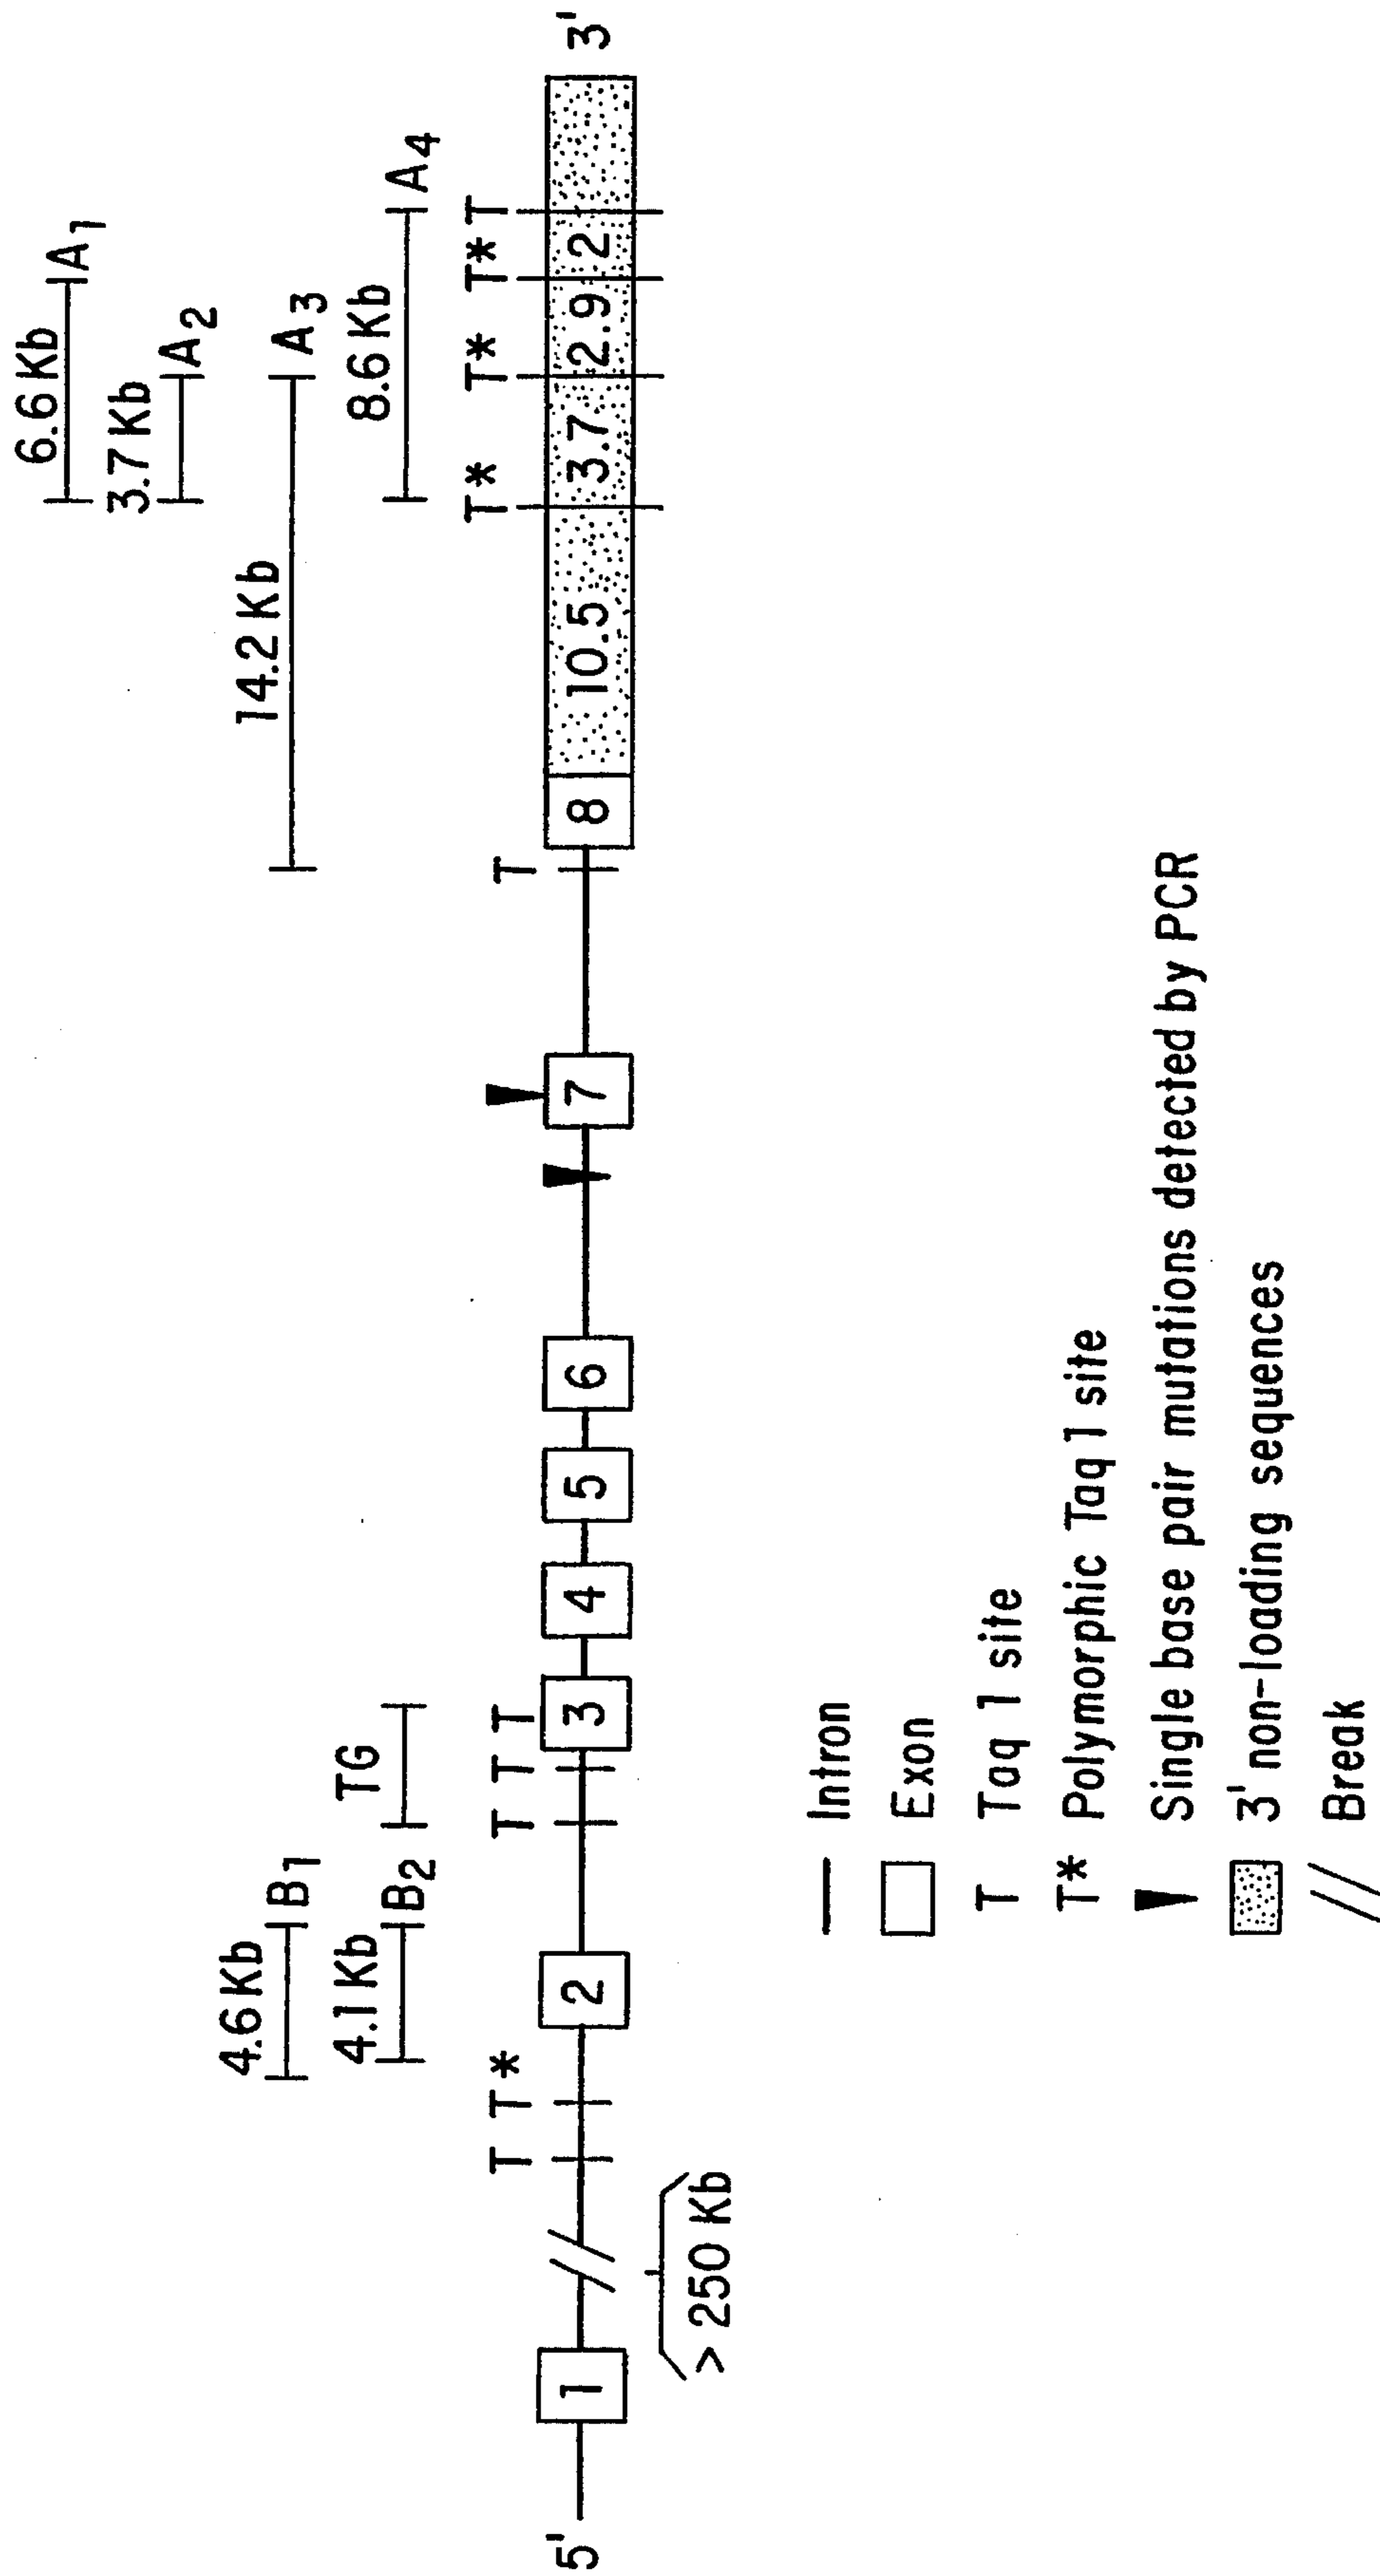 6.6 Kb A1
3.7 Kb A2
4.6 Kb B1 14.2 Kb A3
4.1 Kb B2 TG 8.6 Kb A4
T T* T T T T T* T* T* T
5' 1 2 3 4 5 6 7 8 10.5 3.7 2.9 2 3'
> 250 Kb
Intron
Exon
T Taq 1 site
T* Polymorphic Taq 1 site
Single base pair mutations detected by PCR
3' non-loading sequences
// Break